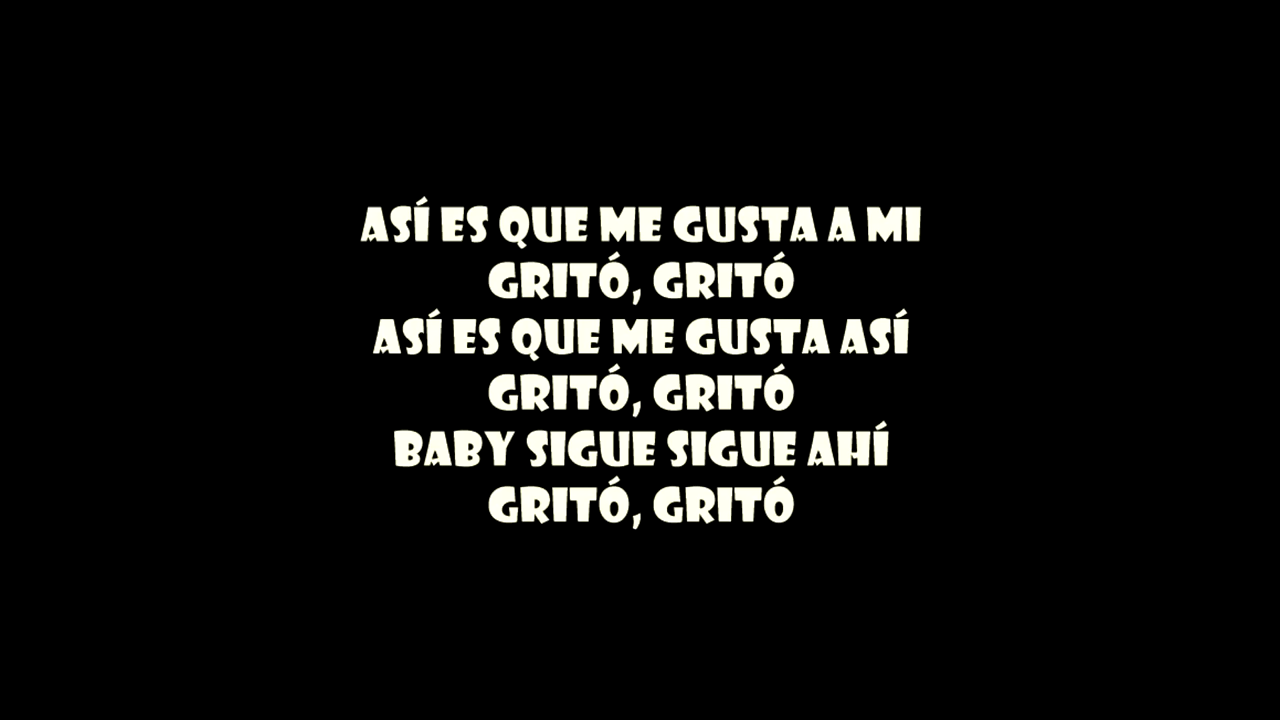 ASÍ ES QUE ME GUSTA A MI
GRITÓ, GRITÓ
ASÍ ES QUE ME GUSTA ASÍ
GRITÓ, GRITÓ
BABY SIGUE SIGUE AHÍ
GRITÓ, GRITÓ